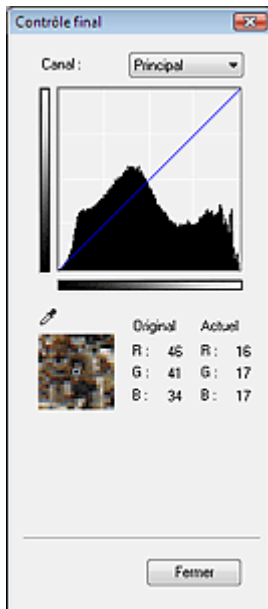 Contrôle final
Canal : Principal
Original Actuel
R : 46 R : 16
G : 41 G : 17
B : 34 B : 17
Fermer